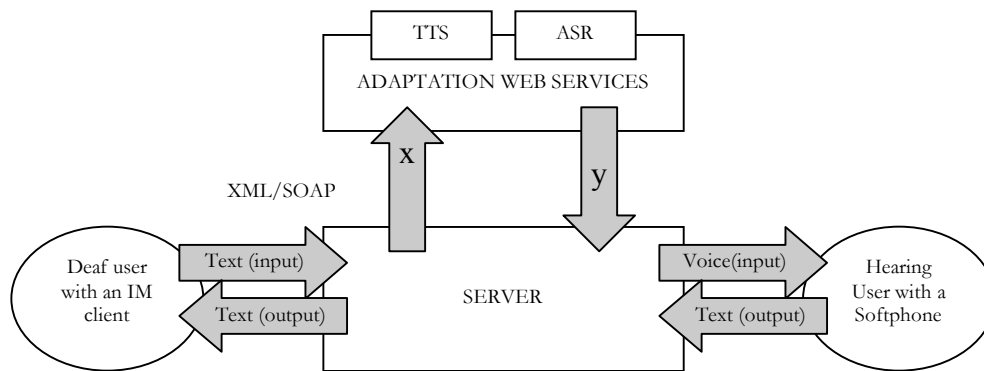 TTS
ASR
ADAPTATION WEB SERVICES
x
y
XML/SOAP
Deaf user
with an IM
client
Text (input)
Text (output)
SERVER
Voice(input)
Text (output)
Hearing
User with a
Softphone